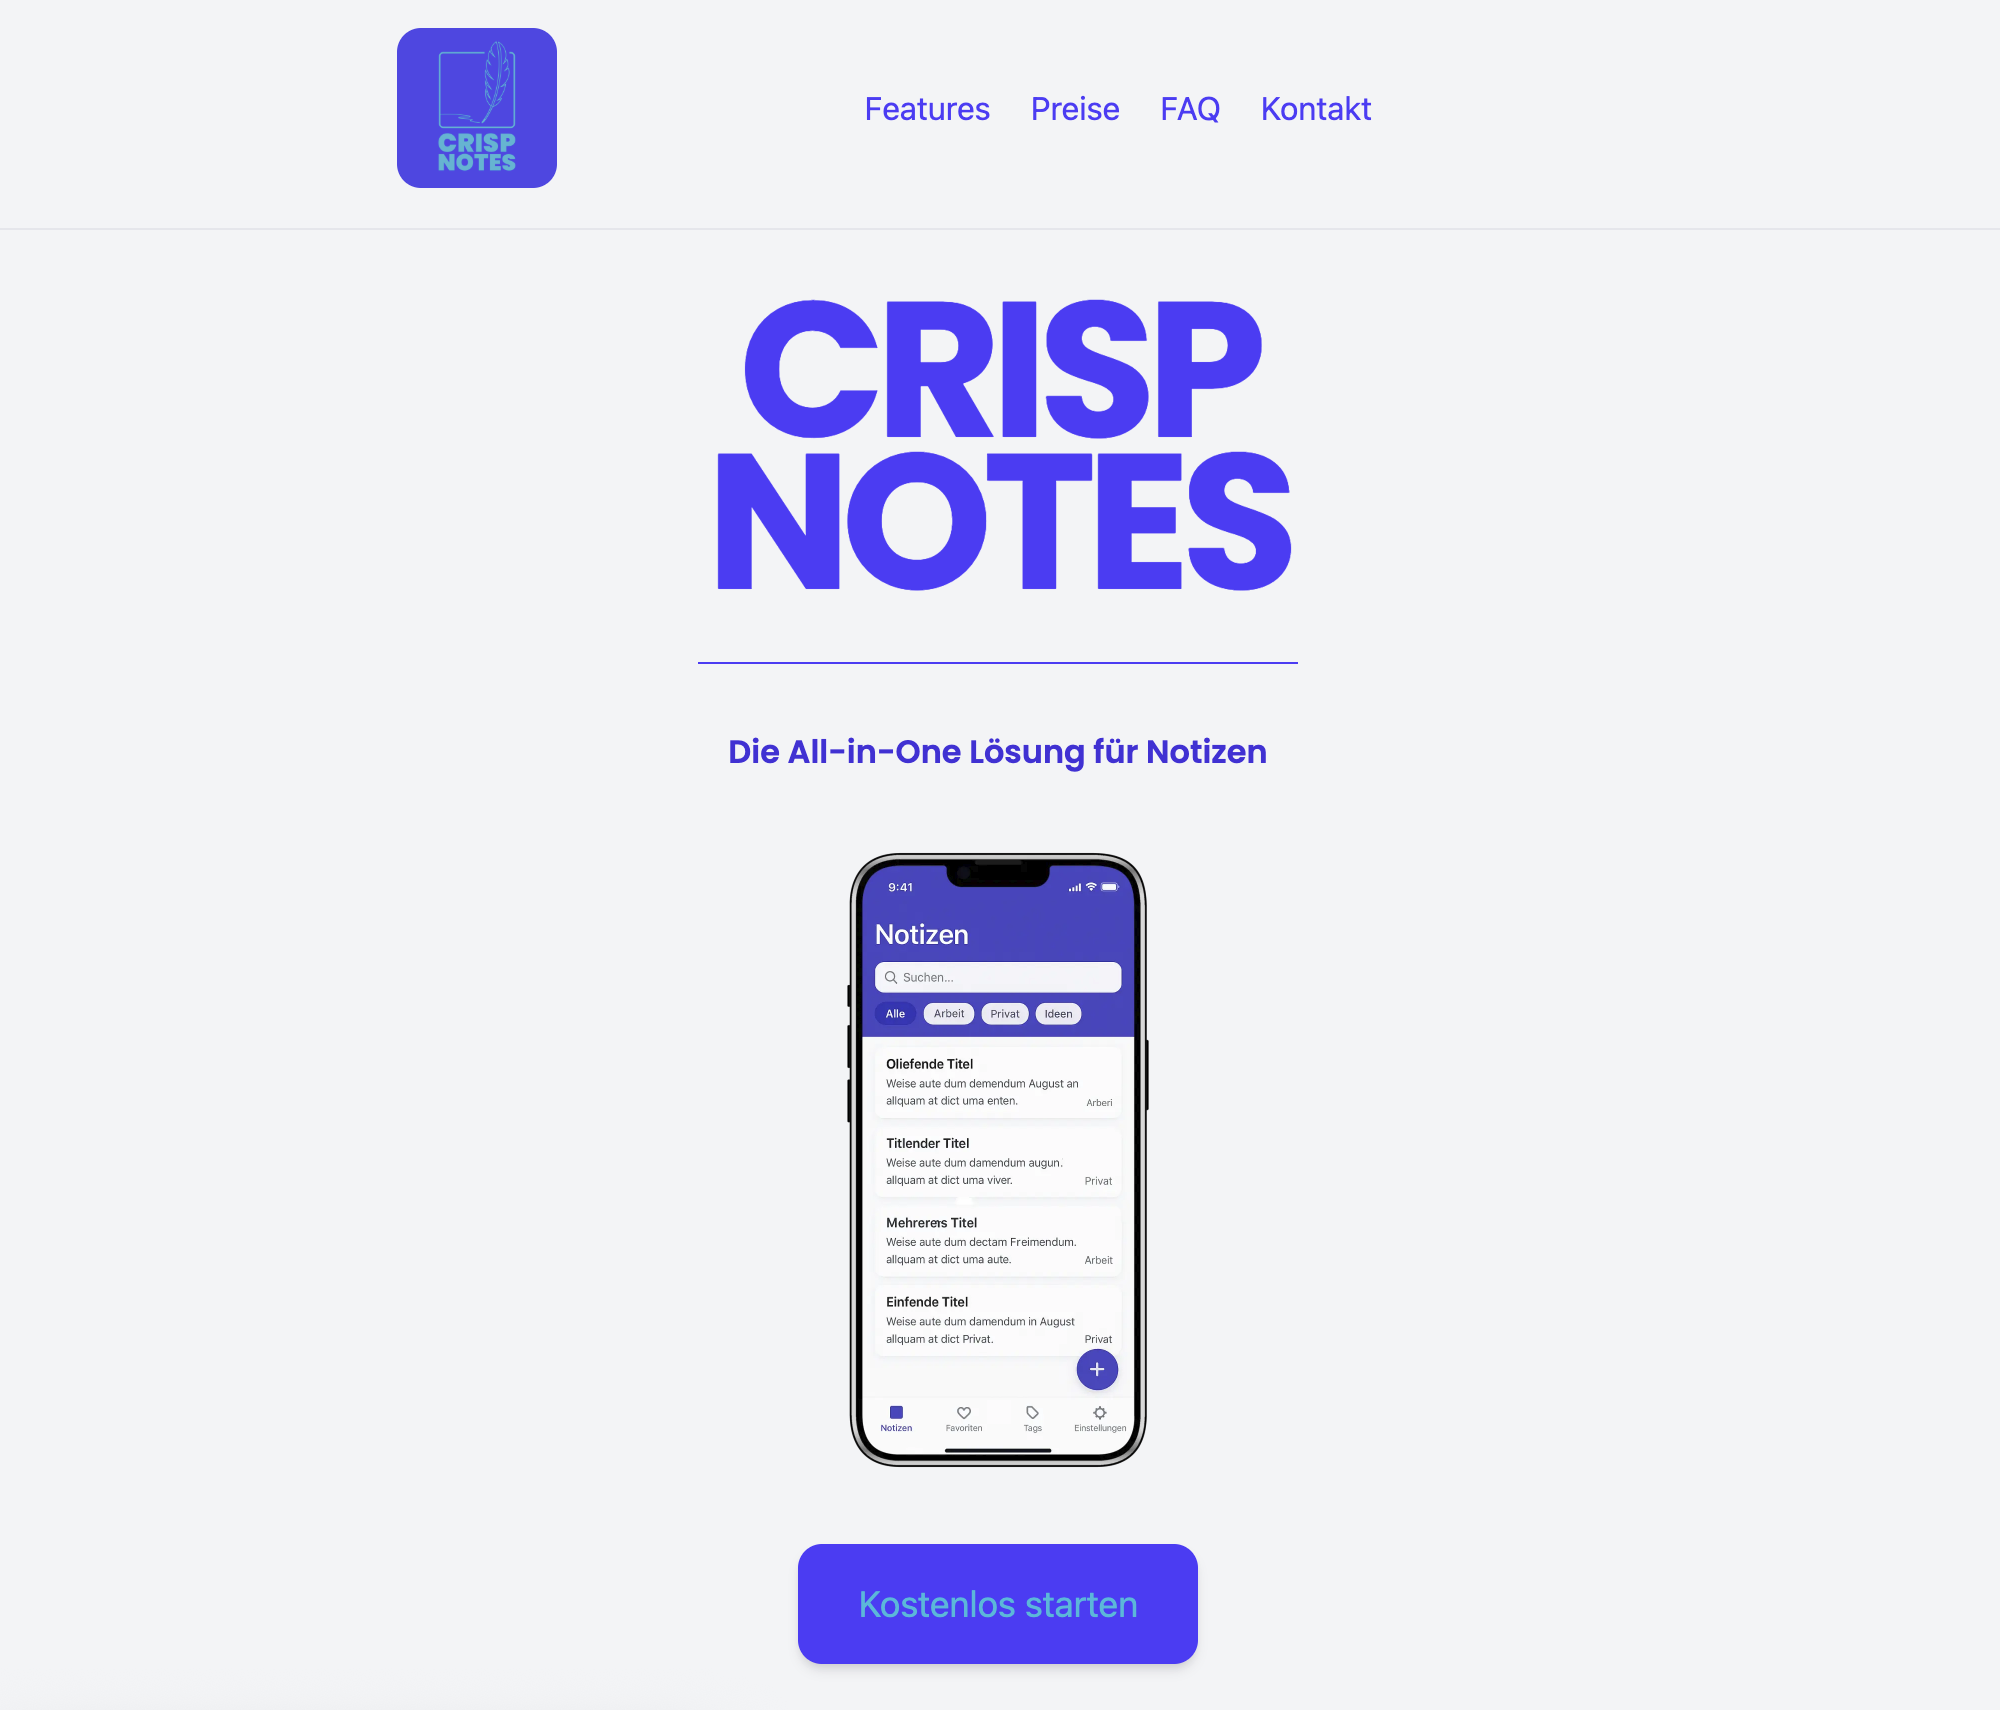 CRISP
NOTES
Features Preise FAQ Kontakt
CRISP
NOTES
Die All-in-One Lösung für Notizen
9:41
Notizen
Suchen...
Alle Arbeit Privat Ideen
Oliefende Titel
Weise aute dum demendum August an
allquam at dict uma enten.
Arberi
Titlender Titel
Weise aute dum damendum augun.
allquam at dict uma viver.
Privat
Titel
Weise aute dum dectam Freimendum.
allquam at dict uma aute.
Arbeit
Einfende Titel
Weise aute dum damendum in August
allquam at dict Privat.
Privat
Notizen Favoriten Tags Einstellungen
Kostenlos starten